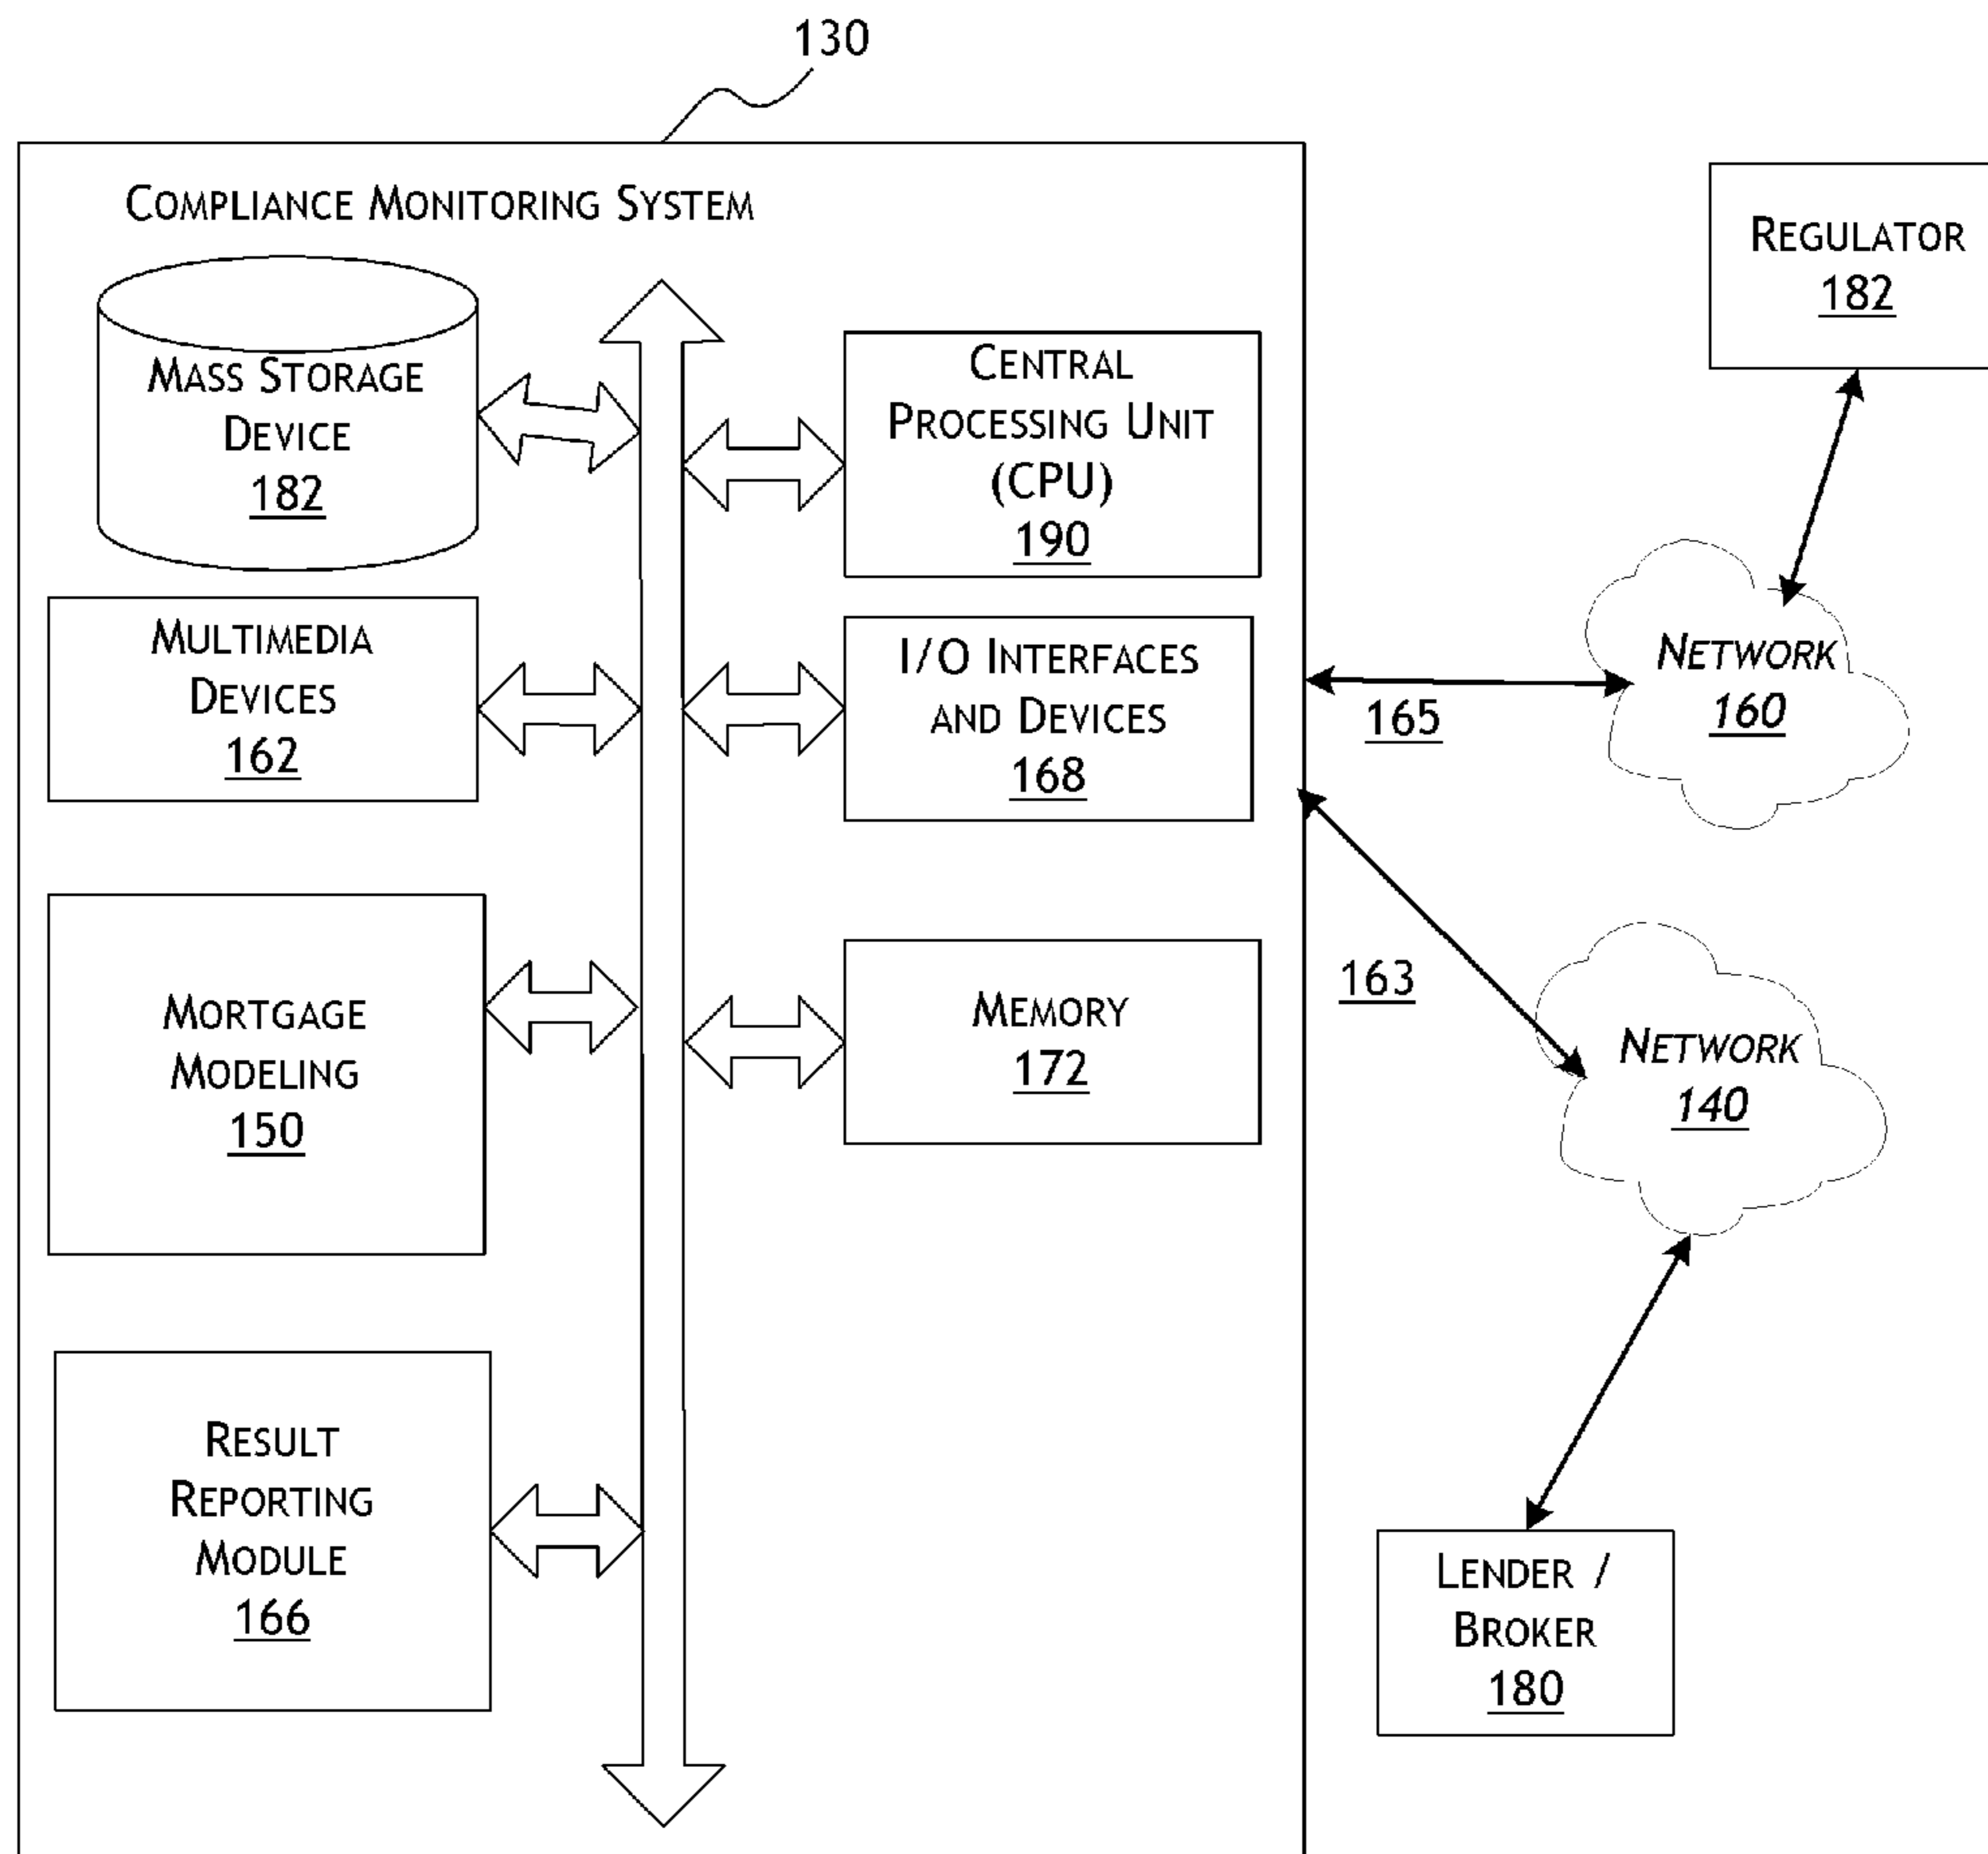 130
COMPLIANCE MONITORING SYSTEM
MASS STORAGE
DEVICE
182
CENTRAL
PROCESSING UNIT
(CPU)
190
MULTIMEDIA
DEVICES
162
I/O INTERFACES
AND DEVICES
168
MORTGAGE
MODELING
150
MEMORY
172
RESULT
REPORTING
MODULE
166
REGULATOR
182
NETWORK
160
165
163
NETWORK
140
LENDER /
BROKER
180